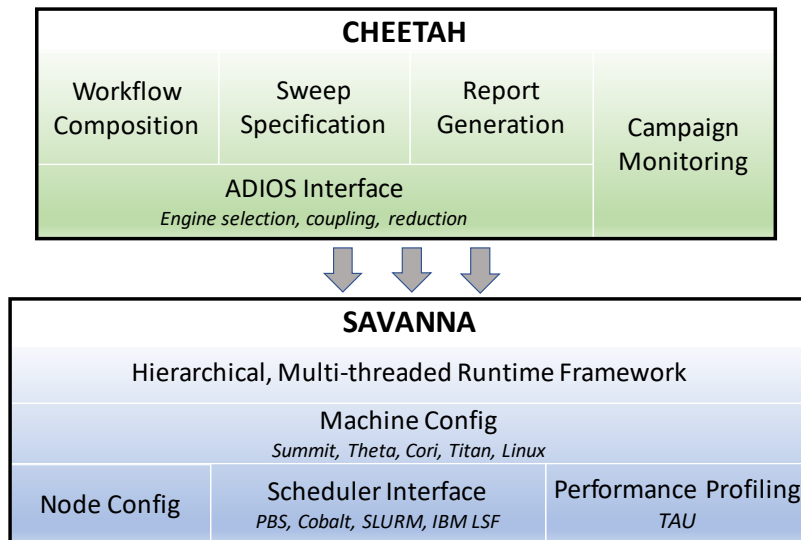 CHEETAH
Workflow
Composition
Sweep
Specification
Report
Generation
Campaign
Monitoring
ADIOS Interface
Engine selection, coupling, reduction
SAVANNA
Hierarchical, Multi-threaded Runtime Framework
Machine Config
Summit, Theta, Cori, Titan, Linux
Node Config
Scheduler Interface
PBS, Cobalt, SLURM, IBM LSF
Performance Profiling
TAU